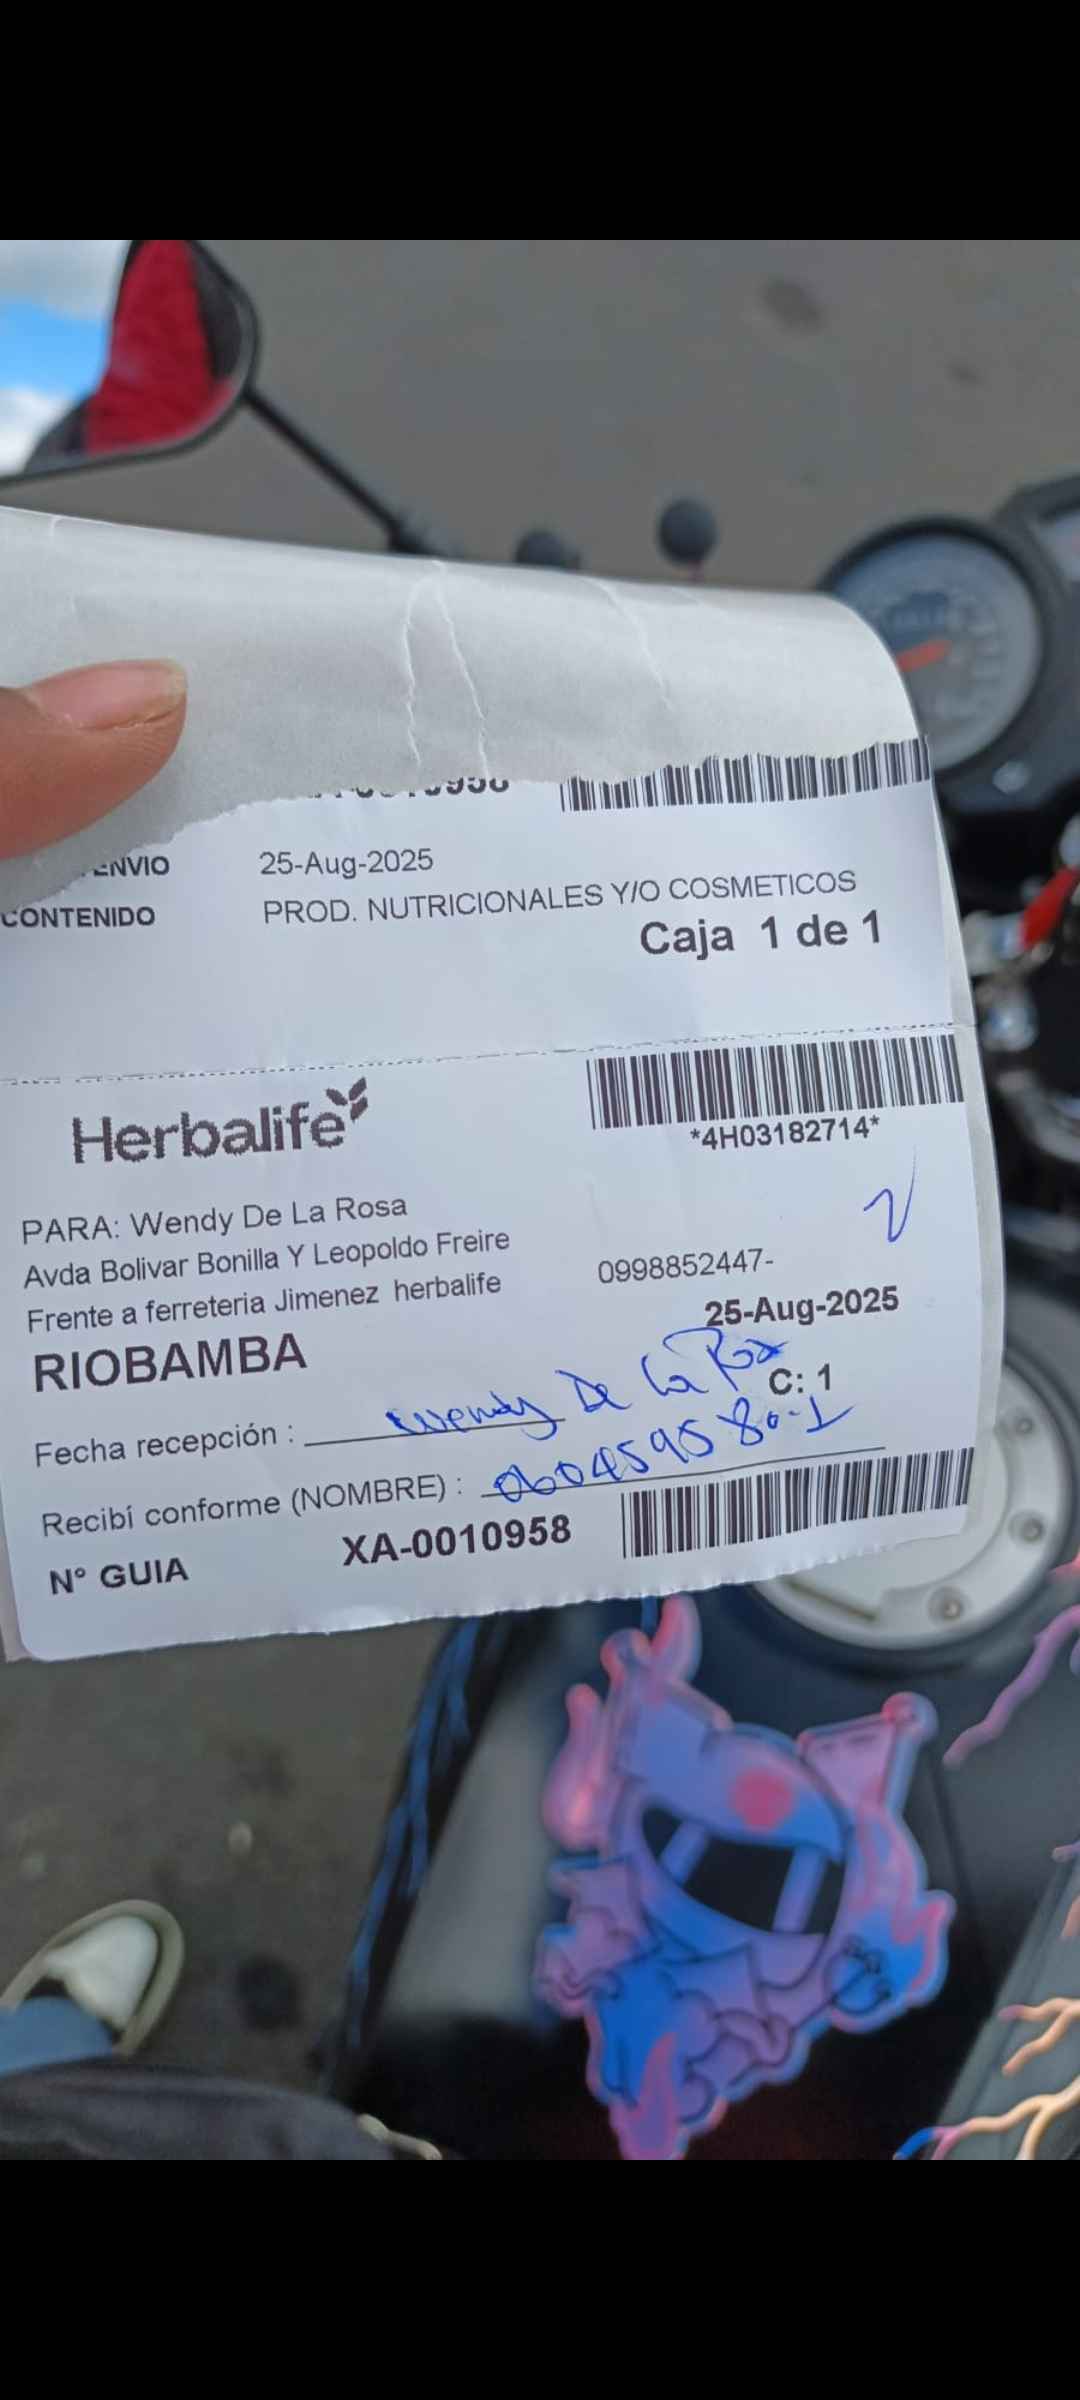 ENVIO 25-Aug-2025
CONTENIDO PROD. NUTRICIONALES Y/O COSMETICOS
Caja 1 de 1
Herbalife
*4H03182714*
PARA: Wendy De La Rosa
Avda Bolivar Bonilla Y Leopoldo Freire
0998852447-
Frente a ferreteria Jimenez herbalife
25-Aug-2025
RIOBAMBA
C: 1
Fecha recepción : Wendy De La Rosa
Recibí conforme (NOMBRE) :060459580-1
N° GUIA XA-0010958